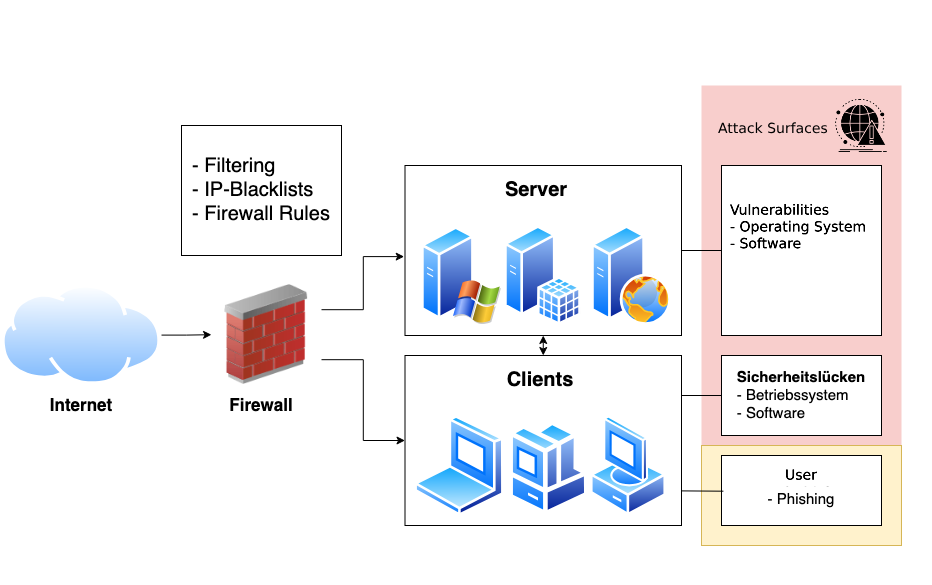 Attack Surfaces
- Filtering
- IP-Blacklists
- Firewall Rules
Server
Vulnerabilities
- Operating System
- Software
Internet
Firewall
Clients
Sicherheitslücken
- Betriebssystem
- Software
User
- Phishing